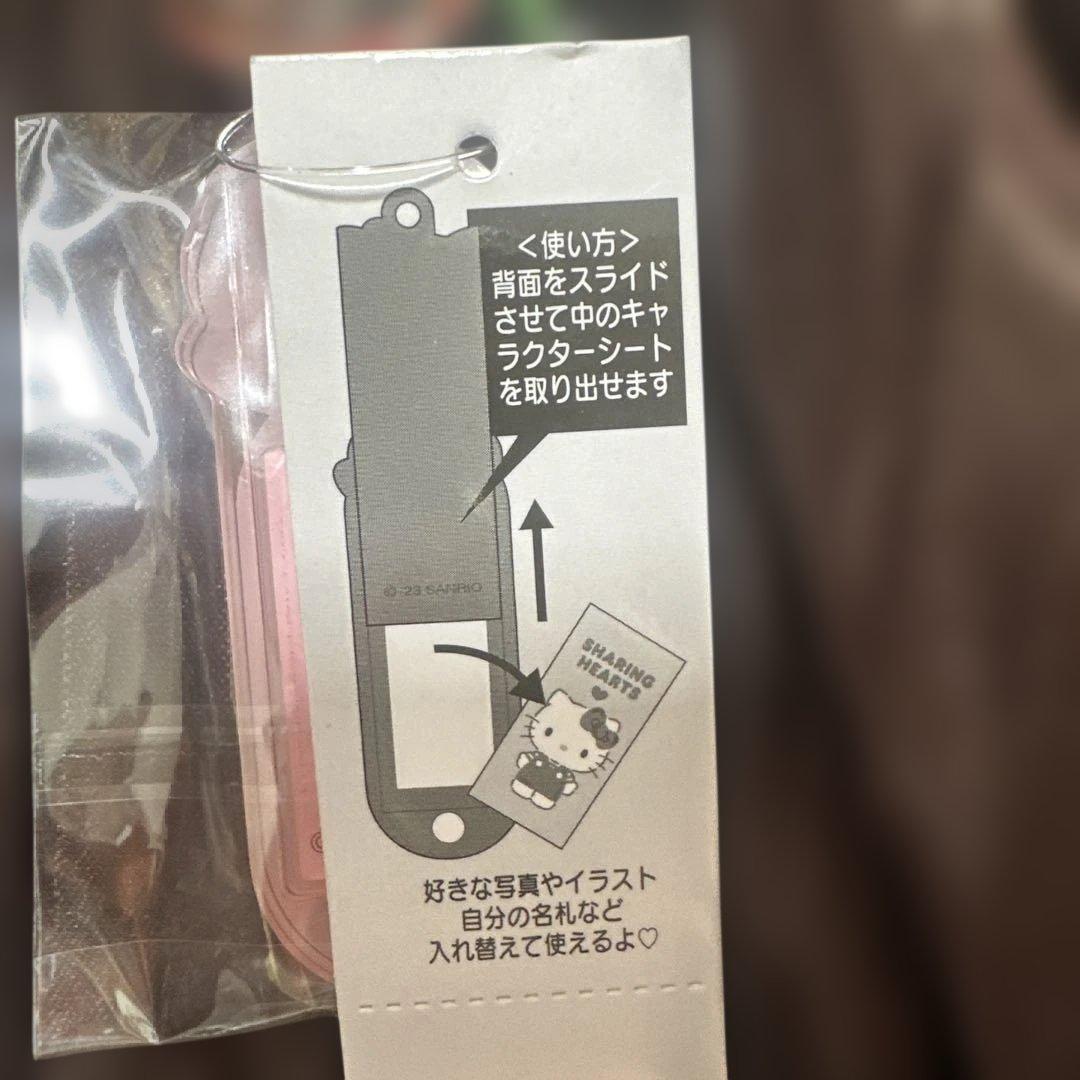 ＜使い方＞
背面をスライド
させて中のキャ
ラクターシート
を取り出せます
© '23 SANRIO
SHARING
HEARTS
好きな写真やイラスト
自分の名札など
入れ替えて使えるよ♡
©